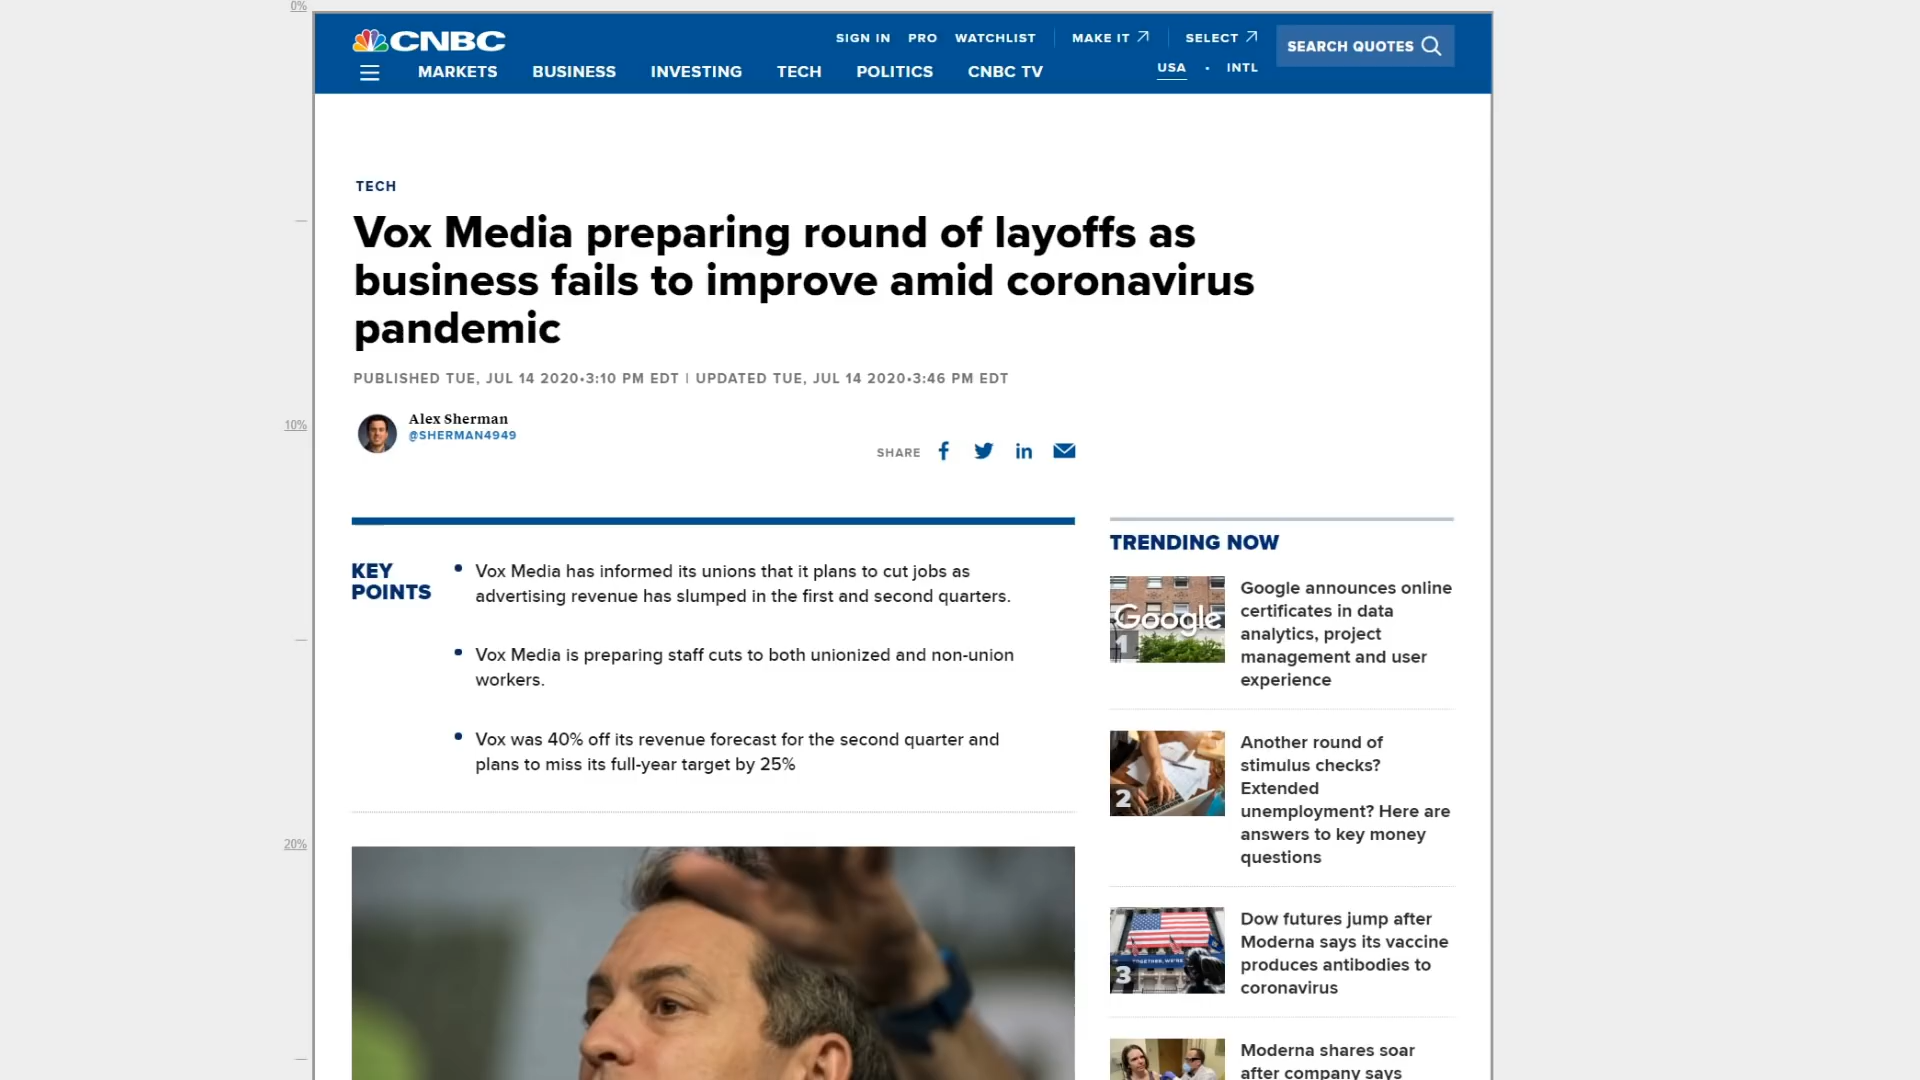 0%
CNBC
SIGN IN PRO WATCHLIST MAKE IT SELECT
SEARCH QUOTES
MARKETS BUSINESS INVESTING TECH POLITICS CNBC TV
USA • INTL
TECH
Vox Media preparing round of layoffs as
business fails to improve amid coronavirus
pandemic
PUBLISHED TUE, JUL 14 2020•3:10 PM EDT | UPDATED TUE, JUL 14 2020•3:46 PM EDT
10%
Alex Sherman
@SHERMAN4949
SHARE
KEY
POINTS
• Vox Media has informed its unions that it plans to cut jobs as
advertising revenue has slumped in the first and second quarters.
• Vox Media is preparing staff cuts to both unionized and non-union
workers.
• Vox was 40% off its revenue forecast for the second quarter and
plans to miss its full-year target by 25%
20%
TRENDING NOW
Google
1
Google announces online
certificates in data
analytics, project
management and user
experience
2
Another round of
stimulus checks?
Extended
unemployment? Here are
answers to key money
questions
TOGETHER, WE'RE
3
Dow futures jump after
Moderna says its vaccine
produces antibodies to
coronavirus
Moderna shares soar
after company says